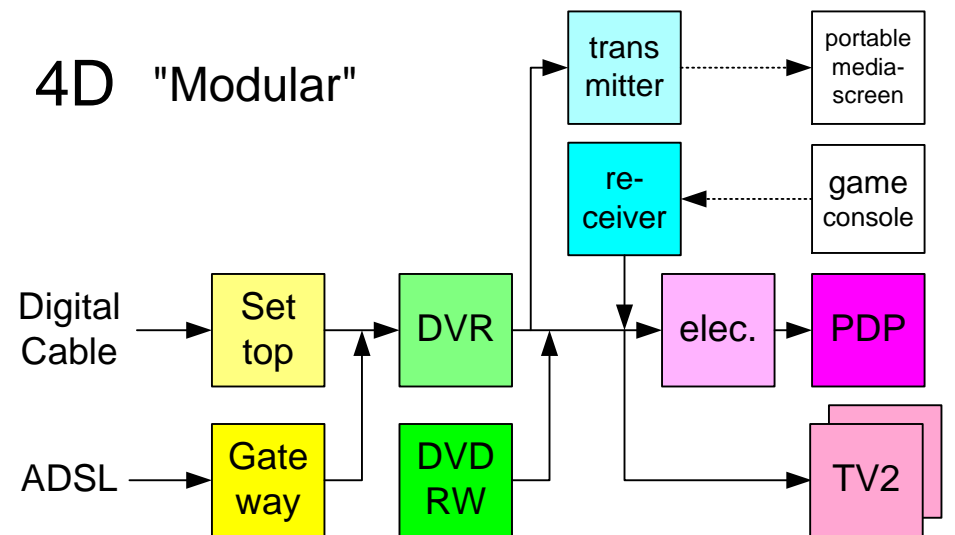 4D "Modular"
trans
mitter
portable
media-
screen
re-
ceiver
game
console
Digital
Cable
Set
top
DVR
elec.
PDP
ADSL
Gate
way
DVD
RW
TV2